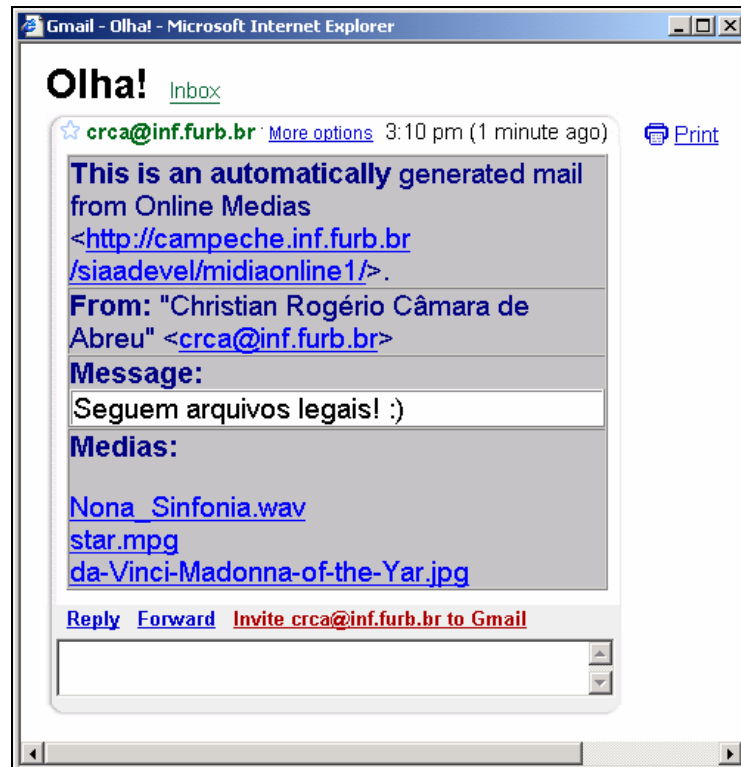 Gmail - Olha! - Microsoft Internet Explorer
Olha! Inbox
crca@inf.furb.br More options 3:10 pm (1 minute ago) Print
This is an automatically generated mail
from Online Medias
<http://campeche.inf.furb.br
/siaadevel/midiaonline1/>.
From: "Christian Rogério Câmara de
Abreu" <crca@inf.furb.br>
Message:
Seguem arquivos legais! :)
Medias:
Nona_Sinfonia.wav
star.mpg
da-Vinci-Madonna-of-the-Yar.jpg
Reply Forward Invite crca@inf.furb.br to Gmail